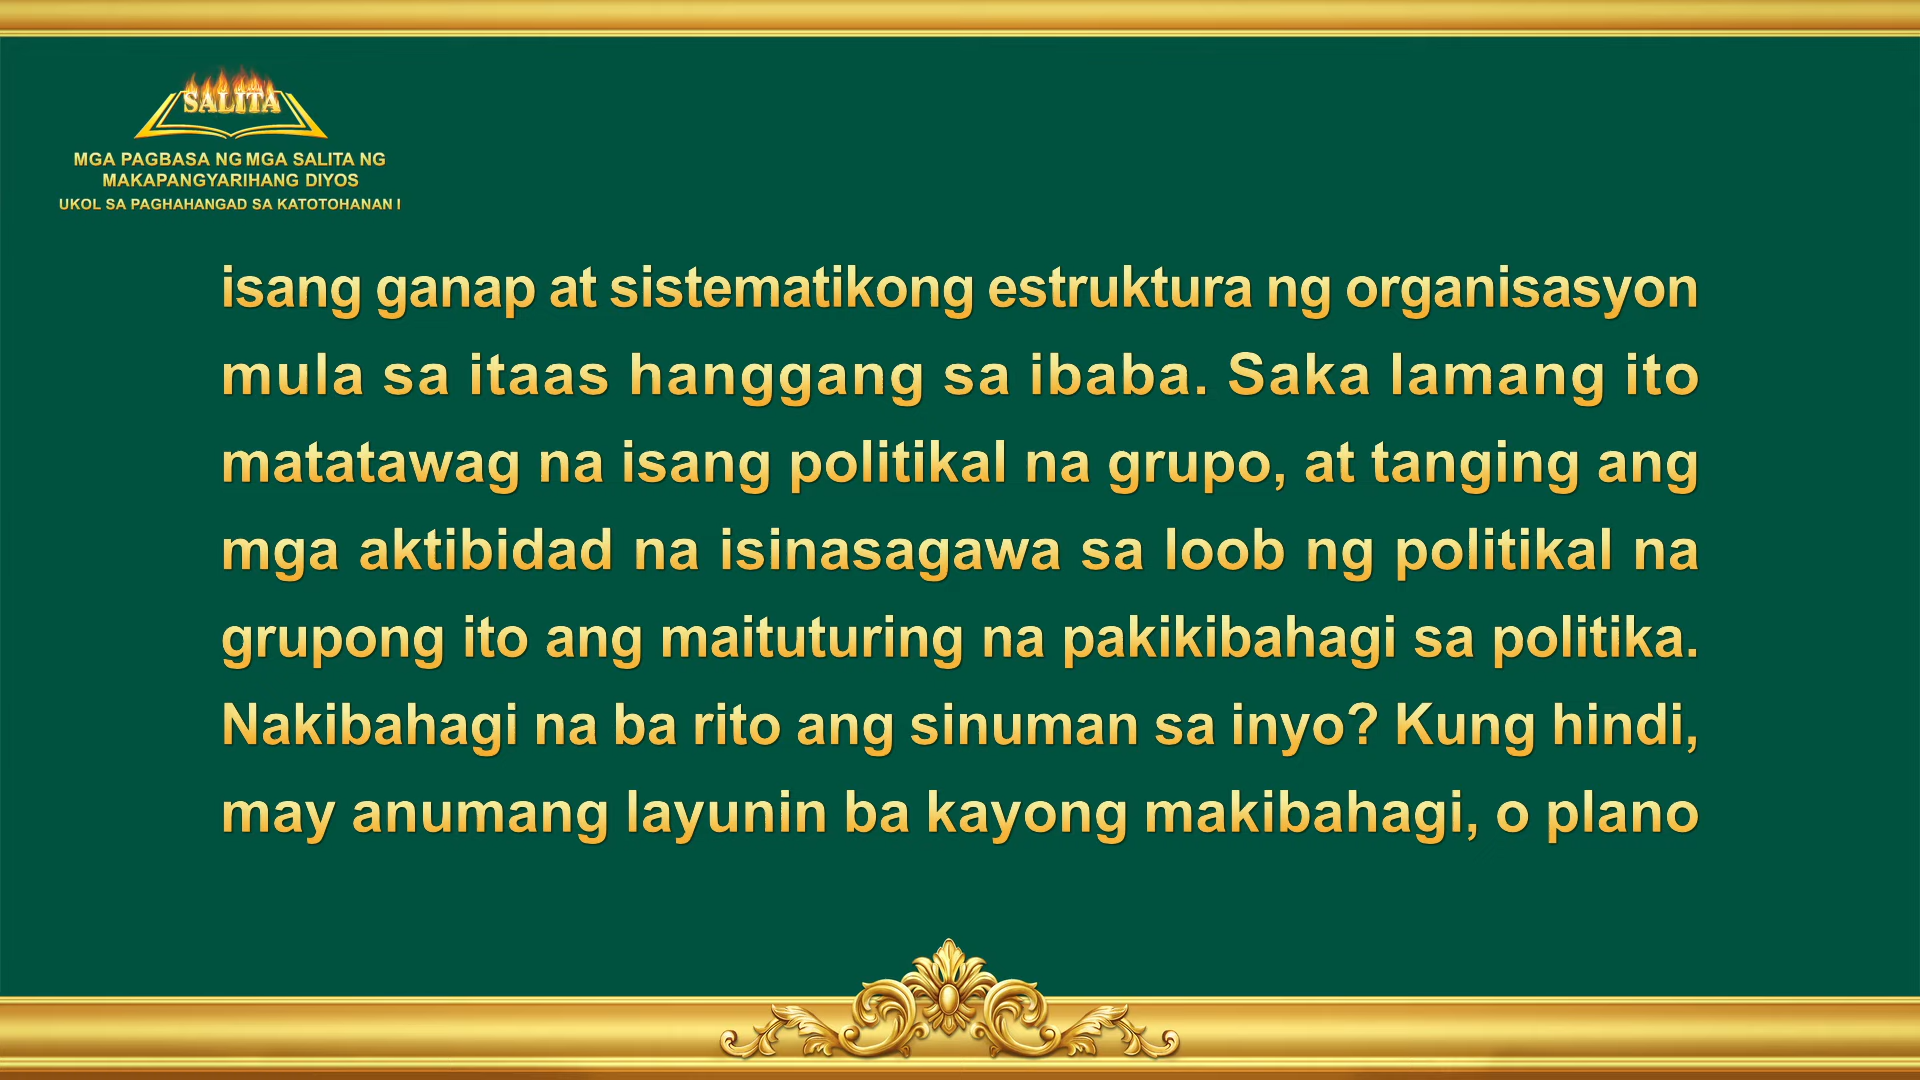 SALITA
MGA PAGBASA NG MGA SALITA NG
MAKAPANGYARIHANG DIYOS
UKOL SA PAGHAHANGAD SA KATOTOHANAN I
isang ganap at sistematikong estruktura ng organisasyon
mula sa itaas hanggang sa ibaba. Saka lamang ito
matatawag na isang politikal na grupo, at tanging ang
mga aktibidad na isinasagawa sa loob ng politikal na
grupong ito ang maituturing na pakikibahagi sa politika.
Nakibahagi na ba rito ang sinuman sa inyo? Kung hindi,
may anumang layunin ba kayong makibahagi, o plano